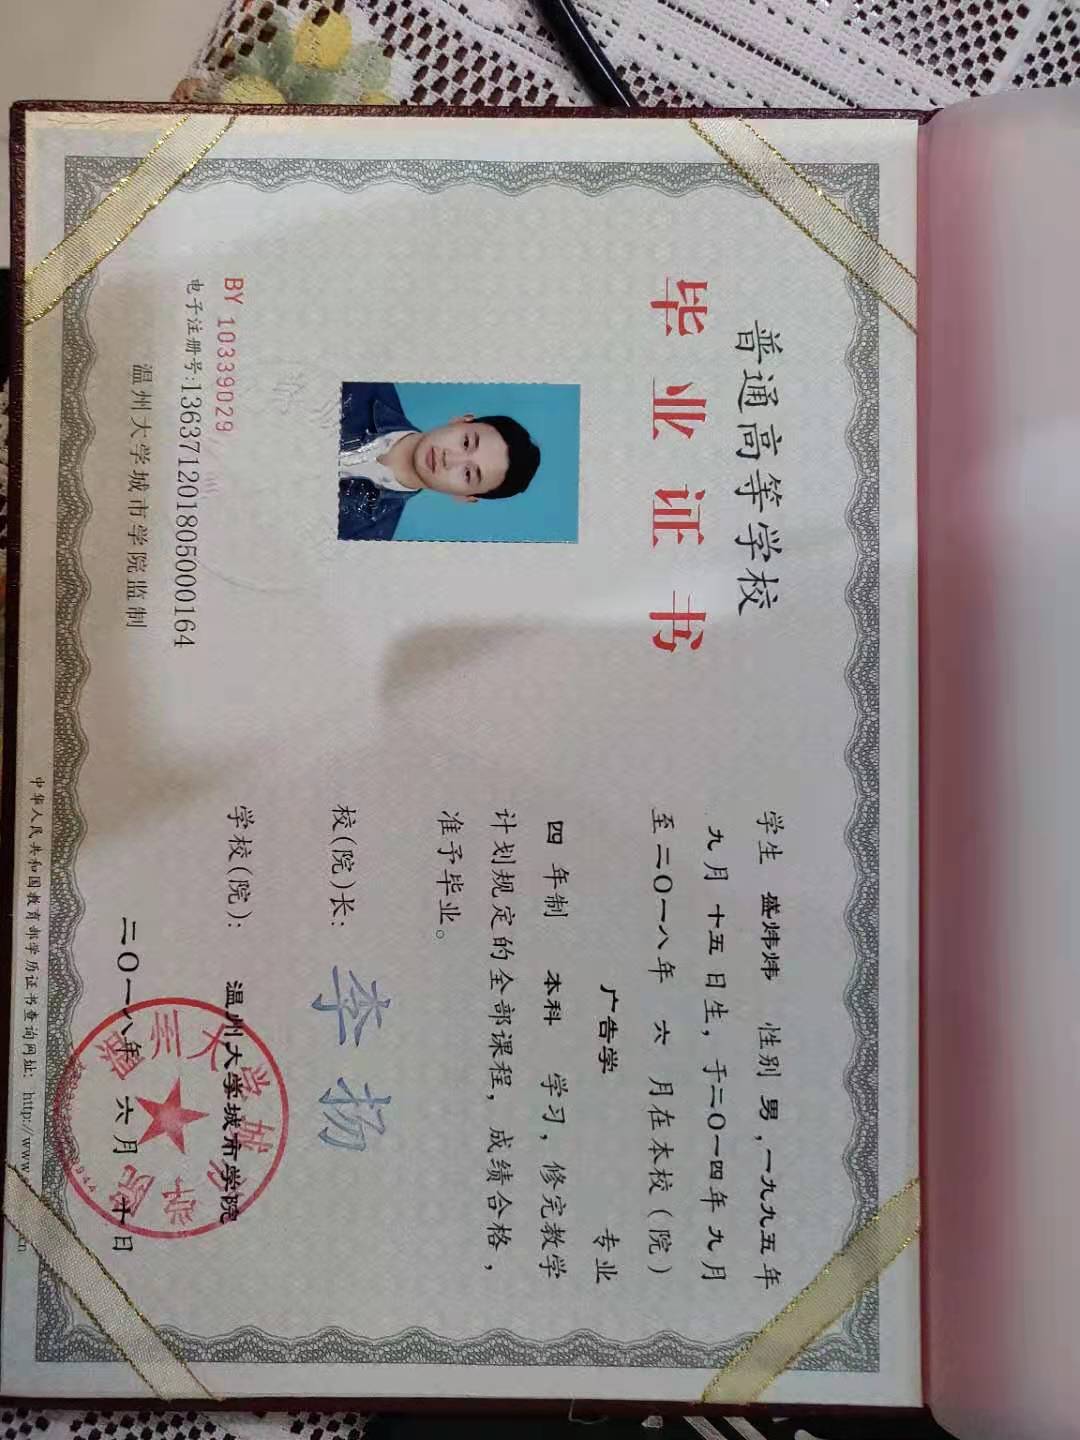 普通高等学校
毕业证书
BY 10339029
电子注册号:136371201805000164
温州大学城市学院监制
学生 盛炜炜 性别 男,一九九五年
九月 十五 日生,于二〇一四年 九月
至 二〇一八年 六 月在本校(院)
广告学 专业
四 年制 本科 学习,修完教学
计划规定的全部课程,成绩合格,
准予毕业。
校(院)长: 李扬
学校(院): 温州大学城市学院
二〇一八年 六月 日
中华人民共和国教育部学历证书查询网址: http://www.